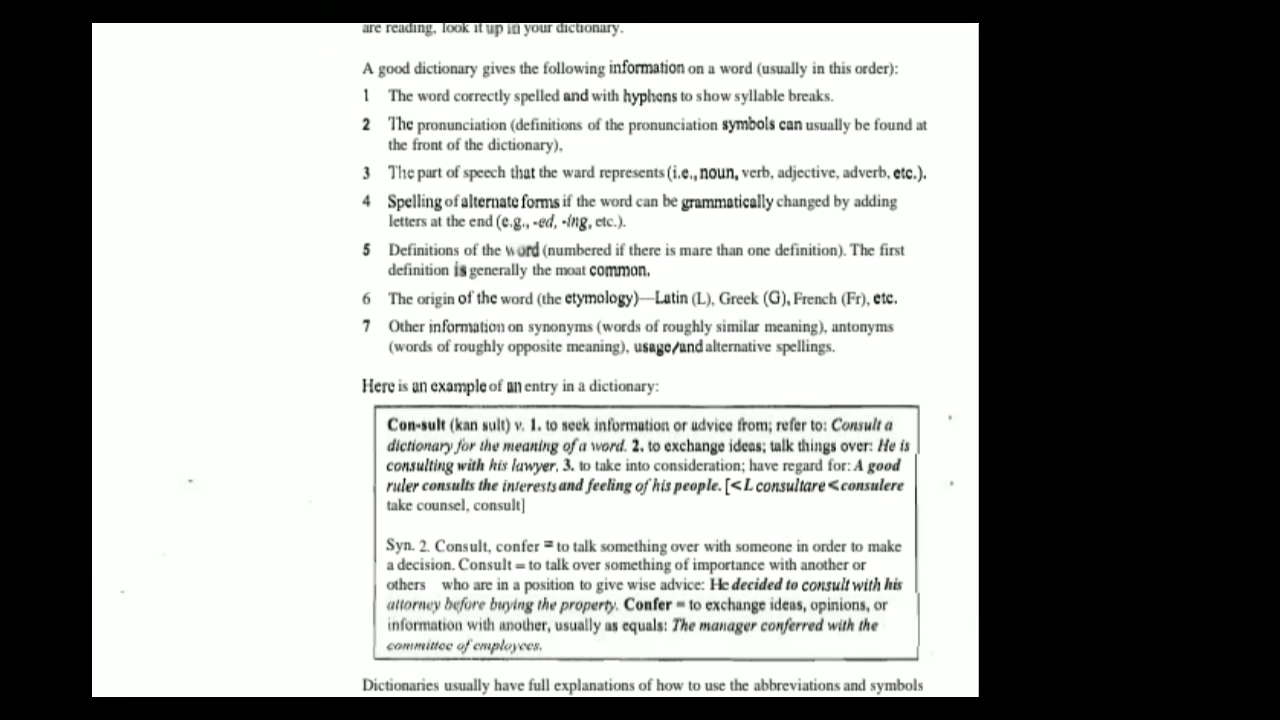 are reading, look it up in your dictionary.
A good dictionary gives the following information on a word (usually in this order):
1 The word correctly spelled and with hyphens to show syllable breaks.
2 The pronunciation (definitions of the pronunciation symbols can usually be found at
the front of the dictionary),
3 The part of speech that the ward represents (i.e., noun, verb, adjective, adverb, etc.).
4 Spelling of alternate forms if the word can be grammatically changed by adding
letters at the end (e.g., -ed, -ing, etc.).
5 Definitions of the word (numbered if there is mare than one definition). The first
definition is generally the moat common.
6 The origin of the word (the etymology)—Latin (L), Greek (G), French (Fr), etc.
7 Other information on synonyms (words of roughly similar meaning), antonyms
(words of roughly opposite meaning), usage/and alternative spellings.
Here is an example of an entry in a dictionary:
Con-sult (kan sult) v. 1. to seek information or advice from; refer to: Consult a
dictionary for the meaning of a word. 2. to exchange ideas; talk things over: He is
consulting with his lawyer. 3. to take into consideration; have regard for: A good
ruler consults the interests and feeling of his people. [<L consultare <consulere
take counsel, consult]
Syn. 2. Consult, confer = to talk something over with someone in order to make
a decision. Consult = to talk over something of importance with another or
others who are in a position to give wise advice: He decided to consult with his
attorney before buying the property. Confer = to exchange ideas, opinions, or
information with another, usually as equals: The manager conferred with the
committee of employees.
Dictionaries usually have full explanations of how to use the abbreviations and symbols